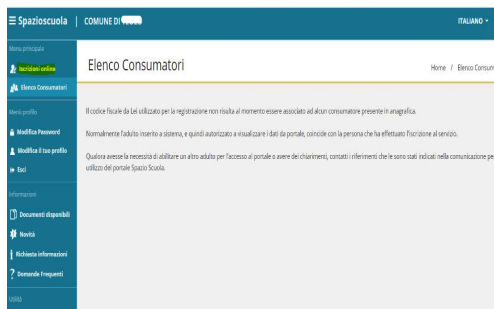 Spazioscuola | COMUNE DI
ITALIANO
Menù principale
Iscrizioni online
Elenco Consumatori
Menù profilo
Modifica Password
Modifica il tuo profilo
Esci
Informazioni
Documenti disponibili
Novità
Richiesta informazioni
Domande Frequenti
Utilità
Elenco Consumatori
Home / Elenco Consum
Il codice fiscale da Lei utilizzato per la registrazione non risulta al momento essere associato ad alcun consumatore presente in anagrafica.
Normalmente l'adulto inserito a sistema, e quindi autorizzato a visualizzare i dati da portale, coincide con la persona che ha effettuato l'iscrizione al servizio.
Qualora avesse la necessità di abilitare un altro adulto per l'accesso al portale o avere dei chiarimenti, contatti i riferimenti che le sono stati indicati nella comunicazione pe
utilizzo del portale Spazio Scuola.